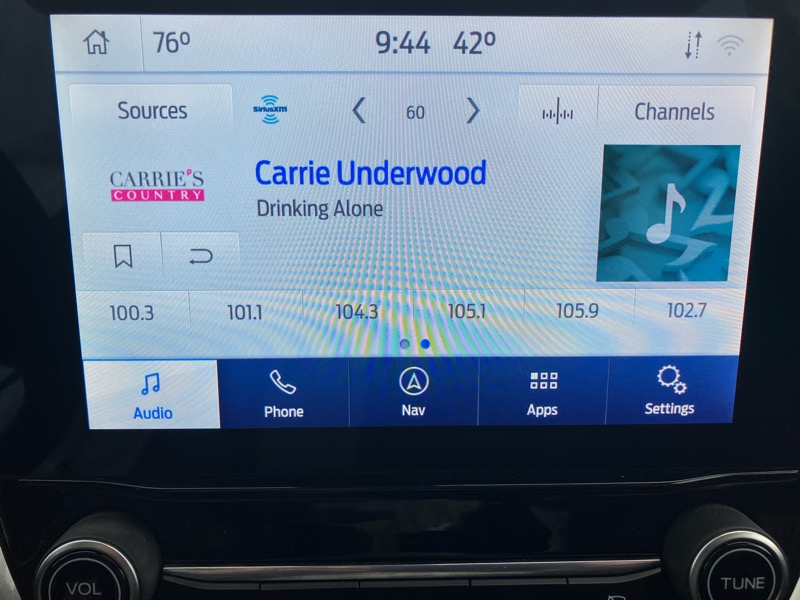 76° 9:44 42°
Sources SiriusXM 60 Channels
CARRIE'S
COUNTRY
Carrie Underwood
Drinking Alone
100.3 101.1 104.3 105.1 105.9 102.7
Audio Phone Nav Apps Settings
VOL TUNE